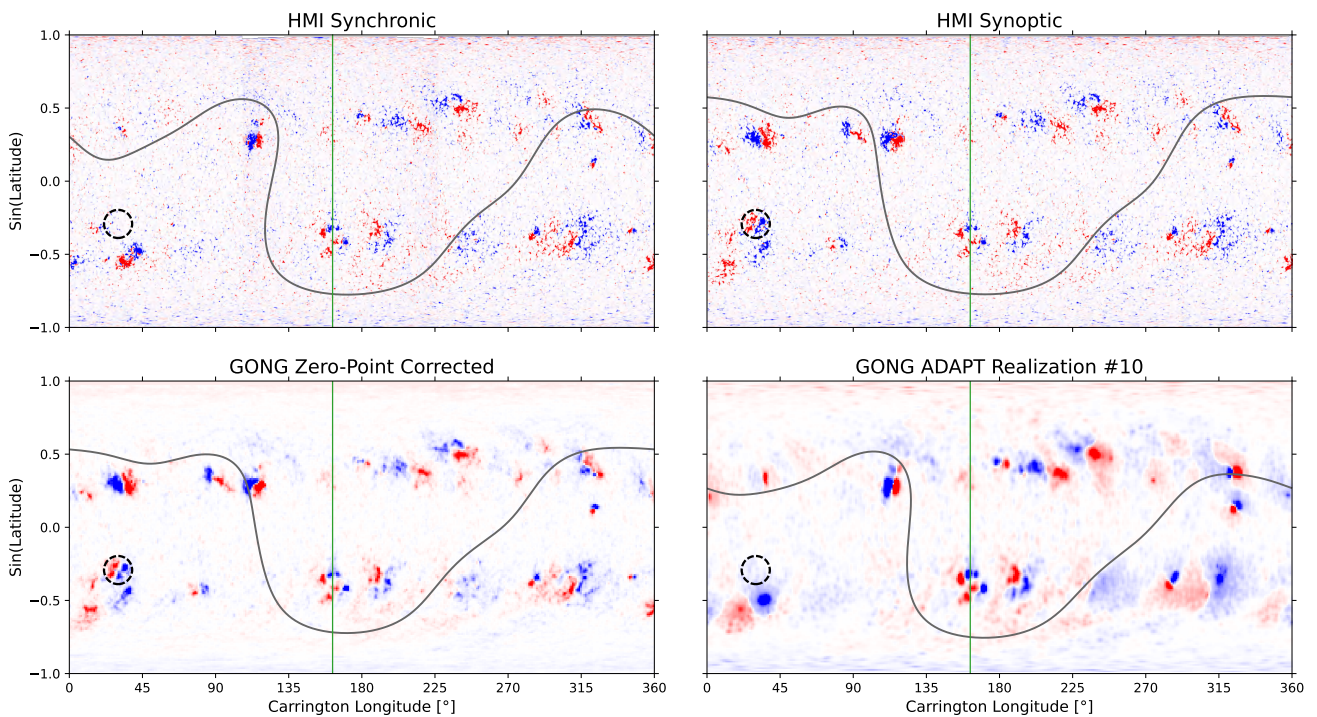 HMI Synchronic
HMI Synoptic
1.0
0.5
0.0
−0.5
−1.0
Sin(Latitude)
GONG Zero-Point Corrected
GONG ADAPT Realization #10
1.0
0.5
0.0
−0.5
−1.0
Sin(Latitude)
0 45 90 135 180 225 270 315 360
0 45 90 135 180 225 270 315 360
Carrington Longitude [°]
Carrington Longitude [°]